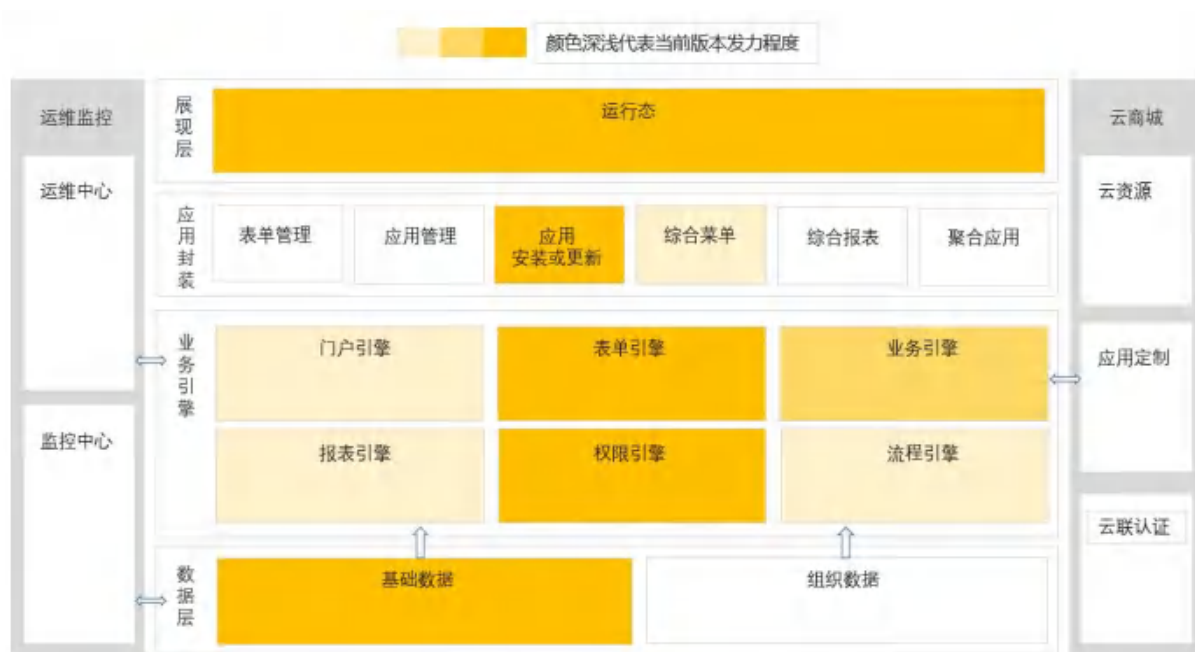 颜色深浅代表当前版本发力程度
运维监控
运维中心
监控中心
展现层
运行态
应用封装
表单管理
应用管理
应用
安装或更新
综合菜单
综合报表
聚合应用
业务引擎
门户引擎
表单引擎
业务引擎
报表引擎
权限引擎
流程引擎
数据层
基础数据
组织数据
云商城
云资源
应用定制
云联认证